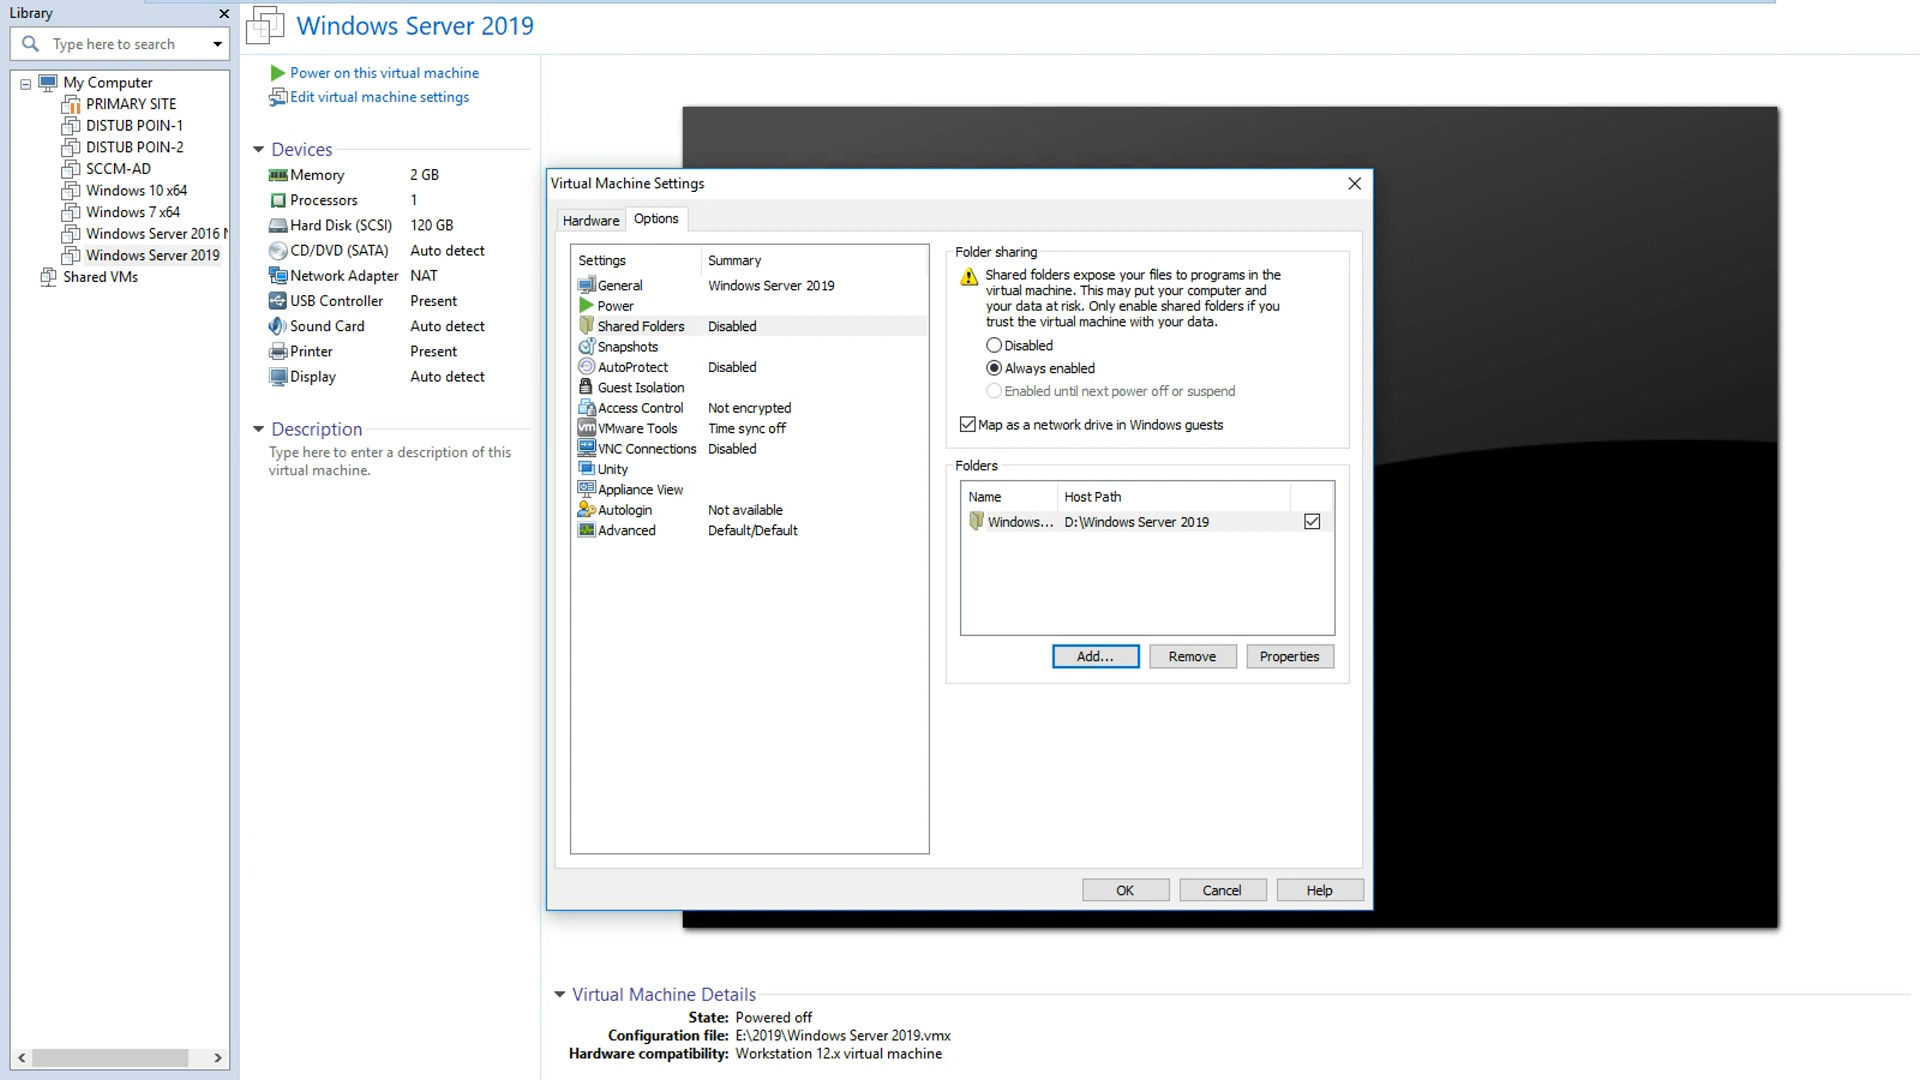 Library
Type here to search
My Computer
PRIMARY SITE
DISTUB POIN-1
DISTUB POIN-2
SCCM-AD
Windows 10 x64
Windows 7 x64
Windows Server 2016
Windows Server 2019
Shared VMs
Windows Server 2019
Power on this virtual machine
Edit virtual machine settings
Devices
Memory 2 GB
Processors 1
Hard Disk (SCSI) 120 GB
CD/DVD (SATA) Auto detect
Network Adapter NAT
USB Controller Present
Sound Card Auto detect
Printer Present
Display Auto detect
Description
Type here to enter a description of this
virtual machine.
Virtual Machine Settings
Hardware Options
Settings Summary
General Windows Server 2019
Power
Shared Folders Disabled
Snapshots
AutoProtect Disabled
Guest Isolation
Access Control Not encrypted
VMware Tools Time sync off
VNC Connections Disabled
Unity
Appliance View
Autologin Not available
Advanced Default/Default
Folder sharing
Shared folders expose your files to programs in the
virtual machine. This may put your computer and
your data at risk. Only enable shared folders if you
trust the virtual machine with your data.
Disabled
Always enabled
Enabled until next power off or suspend
Map as a network drive in Windows guests
Folders
Name Host Path
Windows... D:\Windows Server 2019
Add... Remove Properties
OK Cancel Help
Virtual Machine Details
State: Powered off
Configuration file: E:\2019\Windows Server 2019.vmx
Hardware compatibility: Workstation 12.x virtual machine